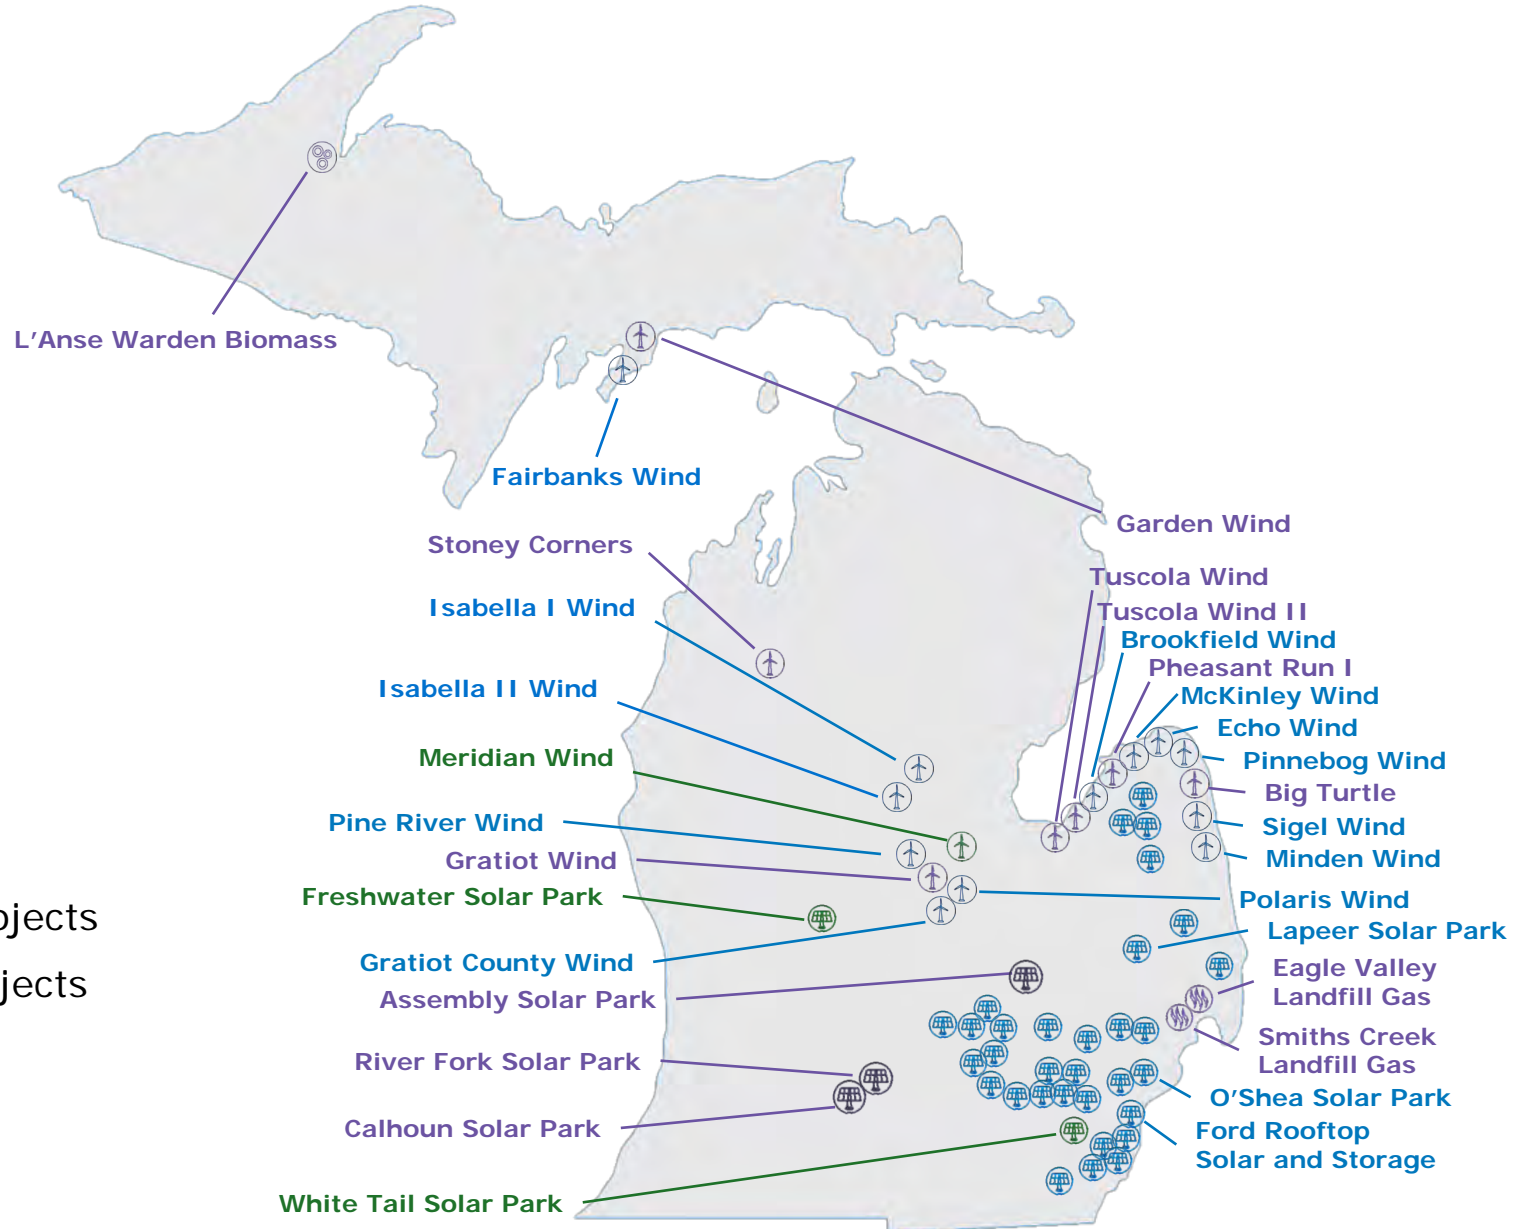 L'Anse Warden Biomass
Fairbanks Wind
Garden Wind
Stoney Corners
Tuscola Wind
Isabella I Wind
Tuscola Wind II
Brookfield Wind
Pheasant Run I
Isabella II Wind
McKinley Wind
Echo Wind
Meridian Wind
Pinnebog Wind
Big Turtle
Pine River Wind
Sigel Wind
Gratiot Wind
Minden Wind
Freshwater Solar Park
Polaris Wind
ojects
Lapeer Solar Park
Gratiot County Wind
Eagle Valley
Landfill Gas
jects
Assembly Solar Park
Smiths Creek
Landfill Gas
River Fork Solar Park
O'Shea Solar Park
Calhoun Solar Park
Ford Rooftop
Solar and Storage
White Tail Solar Park